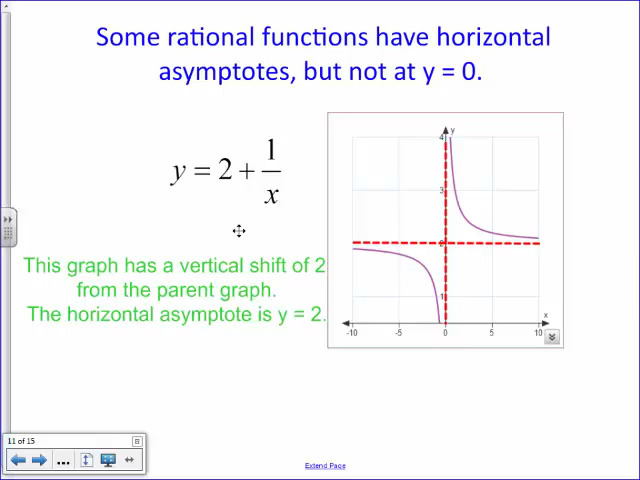 Some rational functions have horizontal
asymptotes, but not at y = 0.
y = 2 + 1/x
This graph has a vertical shift of 2
from the parent graph.
The horizontal asymptote is y = 2.
y
4
3
2
1
-10 -5 0 5 10
x
11 of 15
...
Extend Page